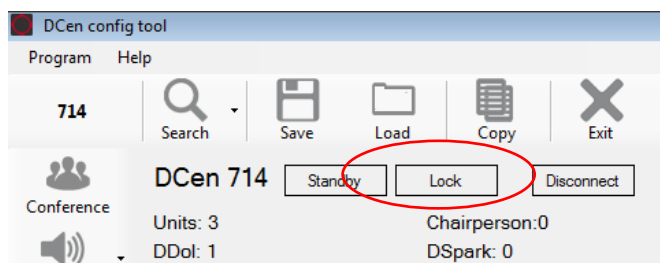 DCen config tool
Program Help
714
Search Save Load Copy Exit
DCen 714 Standby Lock Disconnect
Conference
Units: 3 Chairperson:0
DDol: 1 DSpark: 0